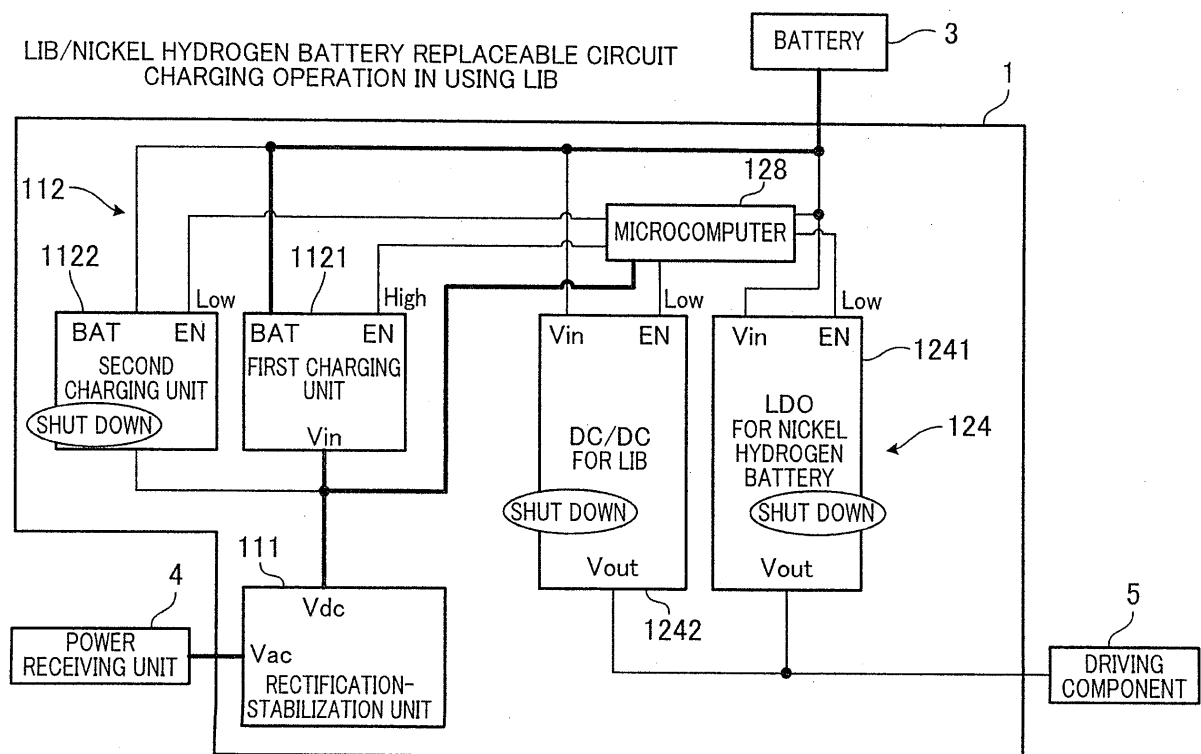 LIB/NICKEL HYDROGEN BATTERY REPLACEABLE CIRCUIT
CHARGING OPERATION IN USING LIB
BATTERY
3
1
112
128
MICROCOMPUTER
1122
1121
Low
High
Low
Low
BAT EN
SECOND
CHARGING UNIT
SHUT DOWN
BAT EN
FIRST CHARGING
UNIT
Vin
Vin EN
DC/DC
FOR LIB
SHUT DOWN
Vout
1242
Vin EN
1241
LDO
FOR NICKEL
HYDROGEN
BATTERY
124
SHUT DOWN
Vout
111
Vdc
Vac
RECTIFICATION-
STABILIZATION UNIT
4
POWER
RECEIVING UNIT
5
DRIVING
COMPONENT